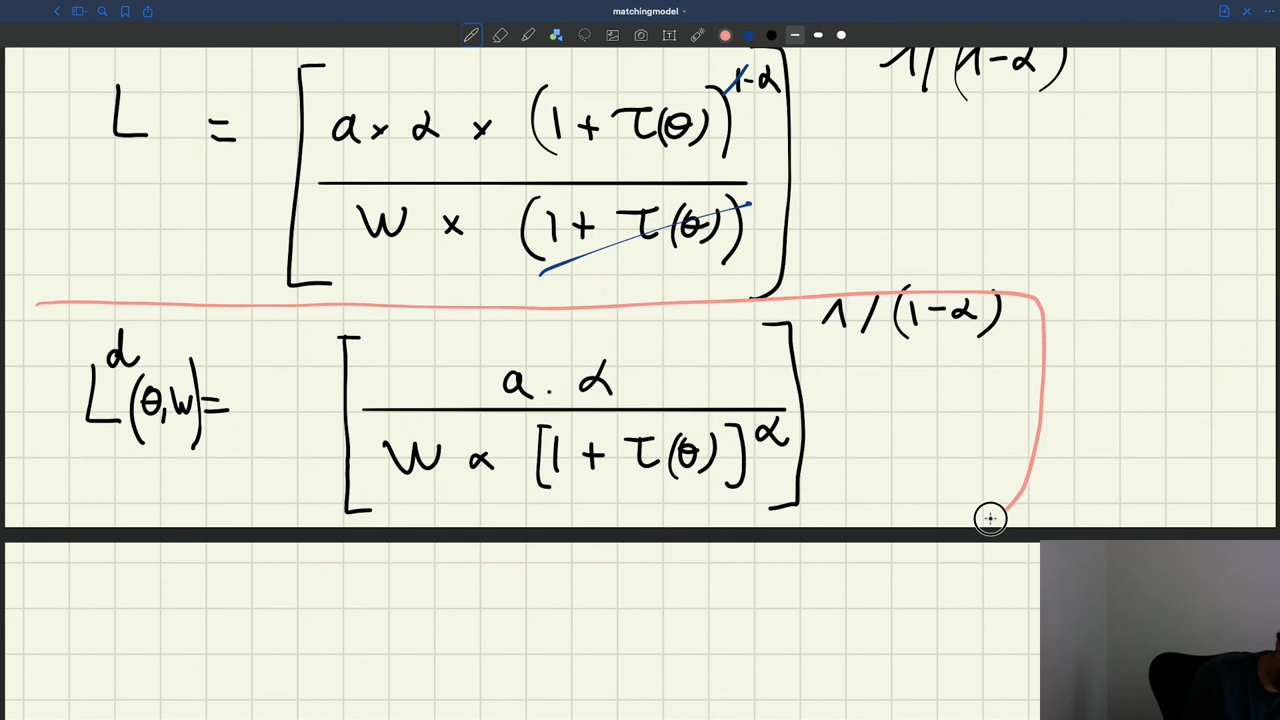 matchingmodel
L = [ a × α × (1 + τ(θ))^1-α / W × (1 + τ(θ)) ] 1/(1-α)
L^d (θ, W) = [ a . α / W × [1 + τ(θ)]^α ] 1/(1-α)